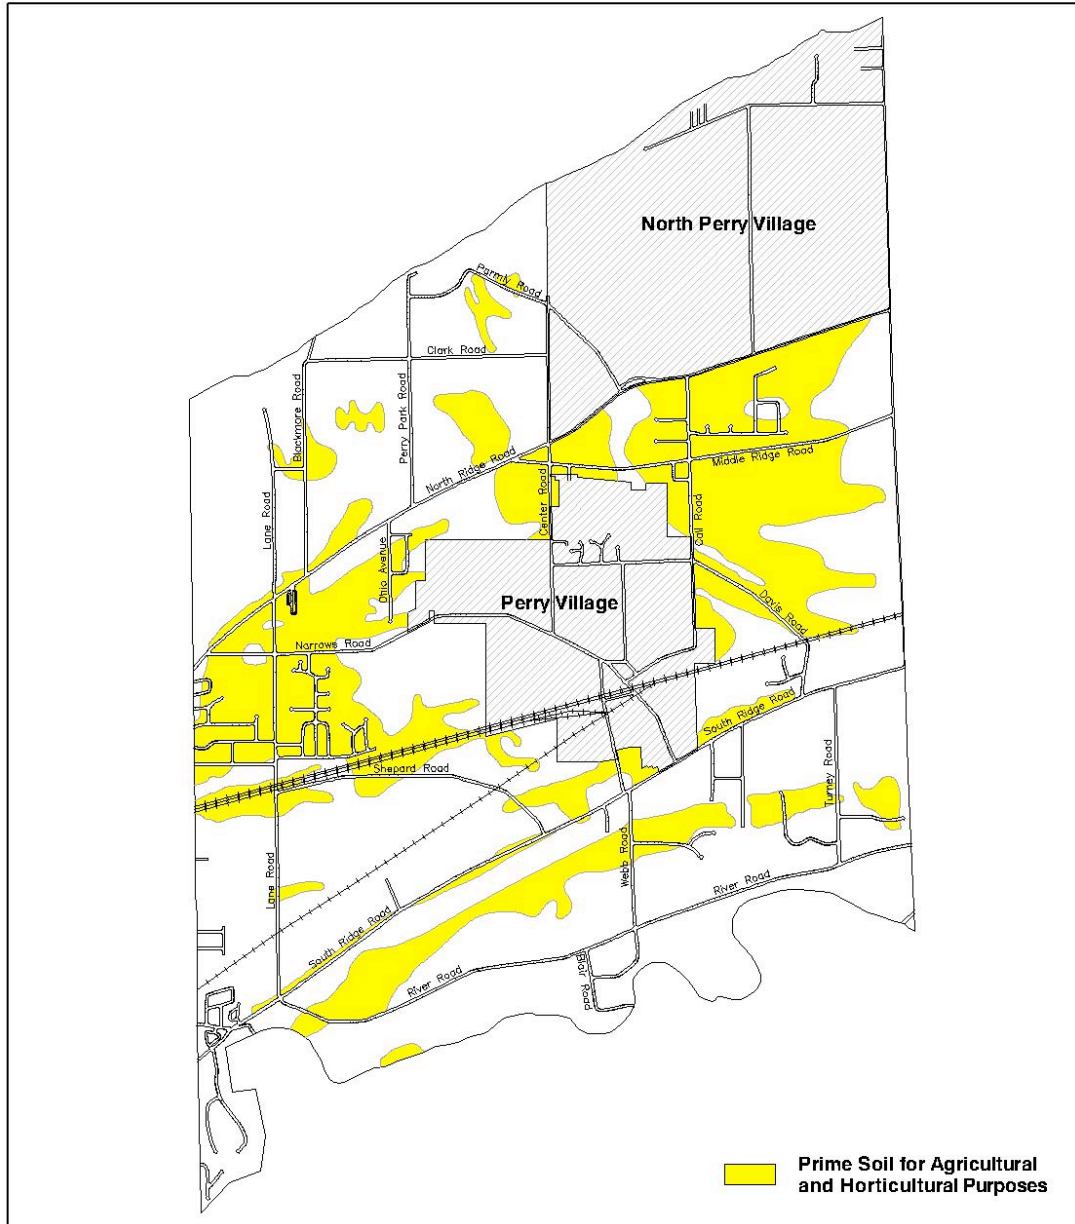 North Perry Village
Parmly Road
Clark Road
Blackmore Road
Perry Park Road
North Ridge Road
Middle Ridge Road
Lane Road
Center Road
Call Road
Ohio Avenue
Perry Village
Davis Road
Narrows Road
South Ridge Road
Shepard Road
Turney Road
Webb Road
Lane Road
River Road
South Ridge Road
River Road
Blair Road
Prime Soil for Agricultural
and Horticultural Purposes